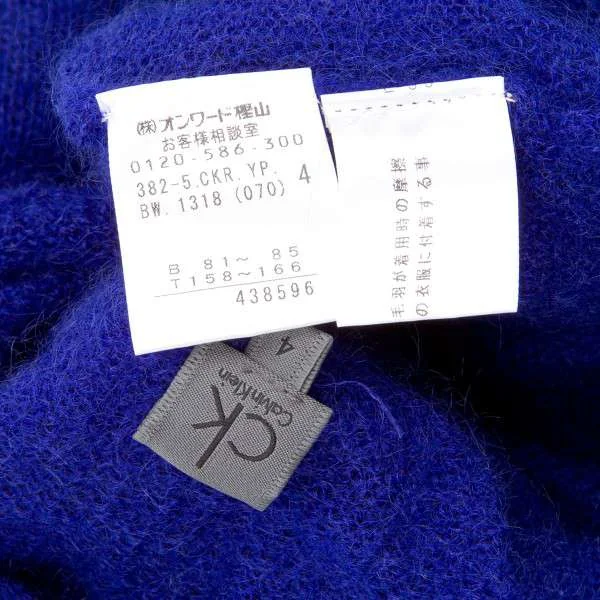 (株)オンワード樫山
お客様相談室
0120-586-300
382-5.CKR.YP. 4
BW.1318 (070)
B 81～ 85
T 158～166
438596
毛羽が着用時の摩擦
の衣服に付着する事
4
CK
Calvin Klein